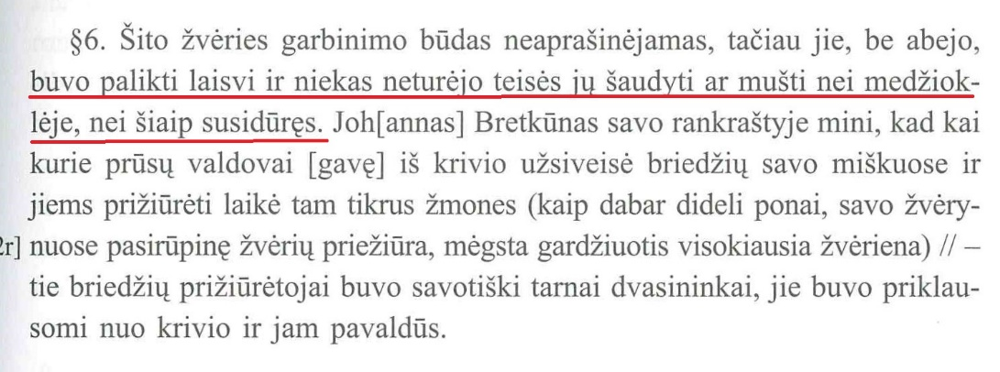 §6. Šito žvėries garbinimo būdas neaprašinėjamas, tačiau jie, be abejo,
buvo palikti laisvi ir niekas neturėjo teisės jų šaudyti ar mušti nei medžiok-
lėje, nei šiaip susidūręs. Joh[annas] Bretkūnas savo rankraštyje mini, kad kai
kurie prūsų valdovai [gavę] iš krivio užsiveisė briedžių savo miškuose ir
jiems prižiūrėti laikė tam tikrus žmones (kaip dabar dideli ponai, savo žvėry-
2r] nuose pasirūpinę žvėrių priežiūra, mėgsta gardžiuotis visokiausia žvėriena) // –
tie briedžių prižiūrėtojai buvo savotiški tarnai dvasininkai, jie buvo priklau-
somi nuo krivio ir jam pavaldūs.